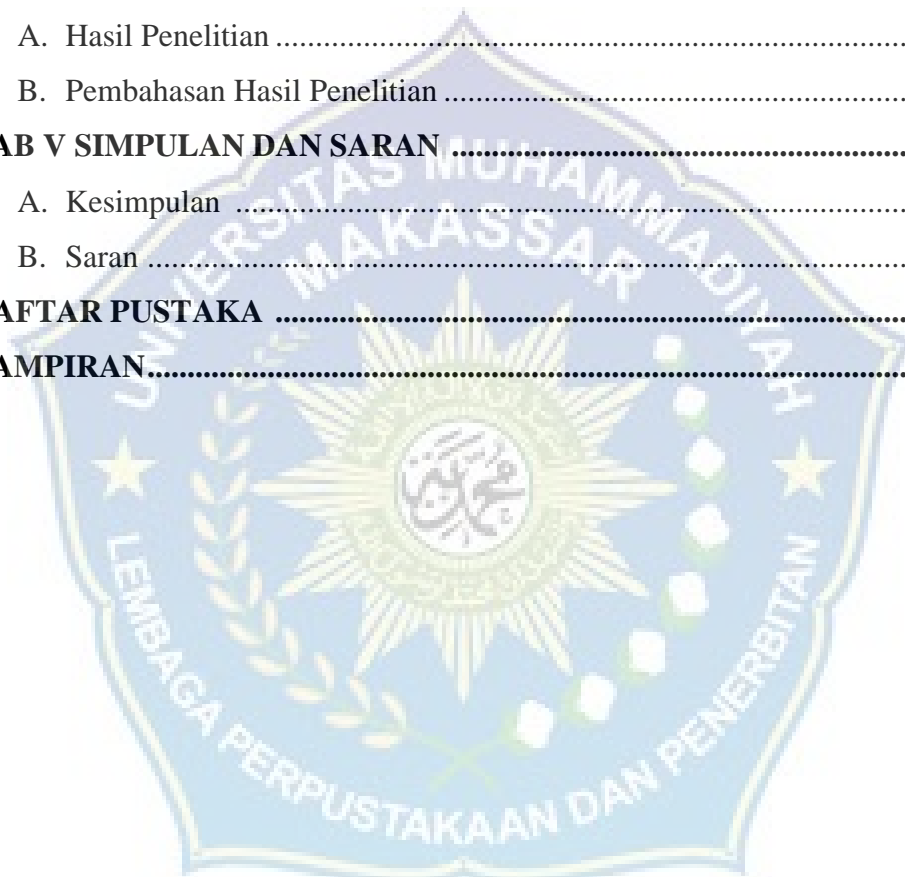 A. Hasil Penelitian ........................................................................
B. Pembahasan Hasil Penelitian ........................................................................
AB V SIMPULAN DAN SARAN ........................................................................
A. Kesimpulan ........................................................................
B. Saran ........................................................................
AFTAR PUSTAKA ........................................................................
AMPIRAN ........................................................................
UNIVERSITAS MUHAMMADIYAH
MAKASSAR
LEMBAGA PERPUSTAKAAN DAN PENERBITAN